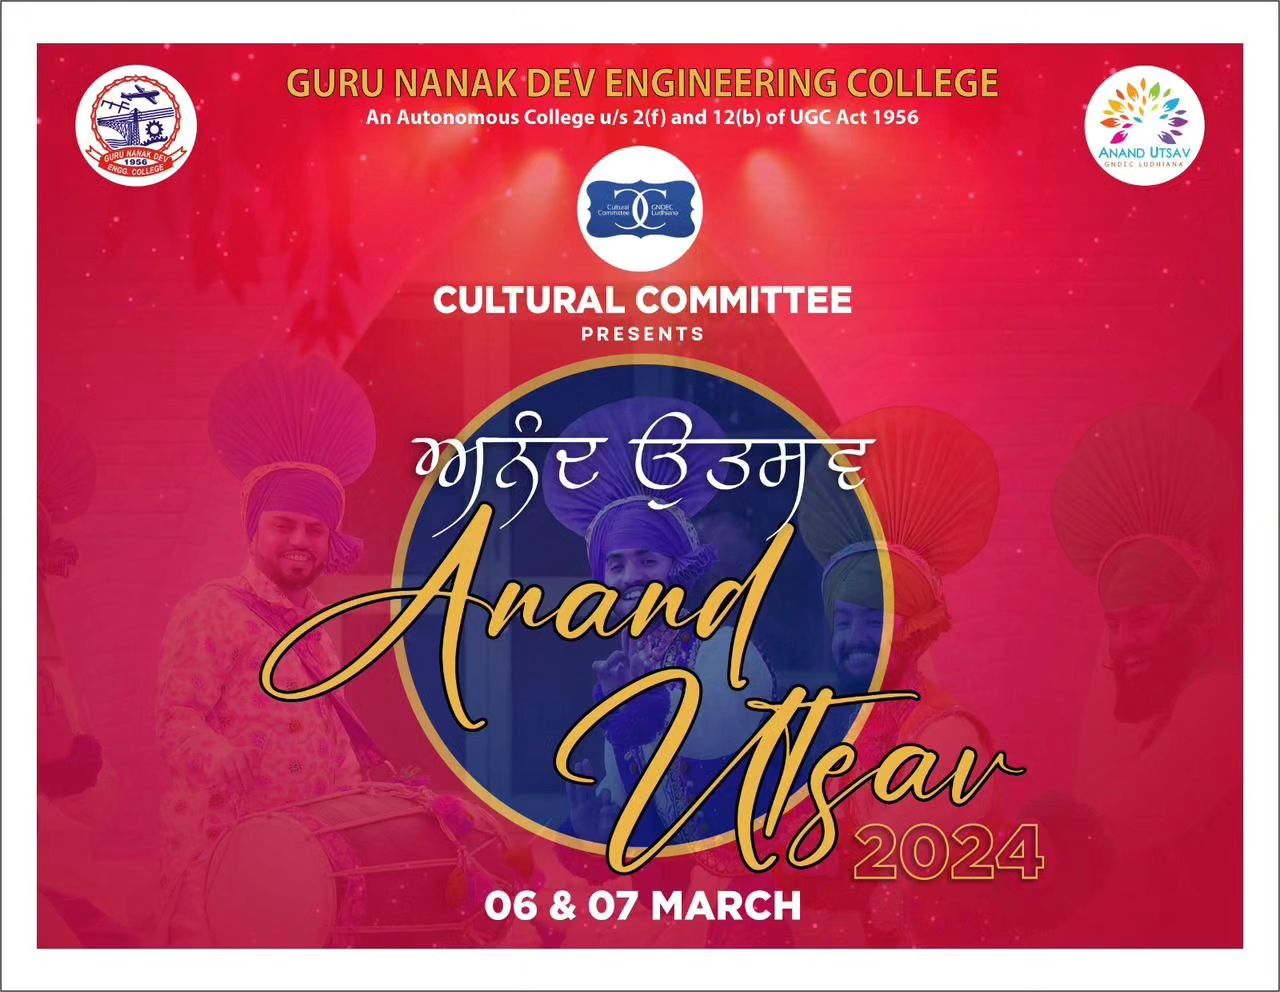 GURU NANAK DEV ENGINEERING COLLEGE
An Autonomous College u/s 2(f) and 12(b) of UGC Act 1956
GURU NANAK DEV
1956
ENGG. COLLEGE
ANAND UTSAV
GNDEC LUDHIANA
Cultural Committee
GNDEC Ludhiana
CULTURAL COMMITTEE
PRESENTS
ਅਨੰਦ ਉਤਸਵ
Anand
Utsav
2024
06 & 07 MARCH